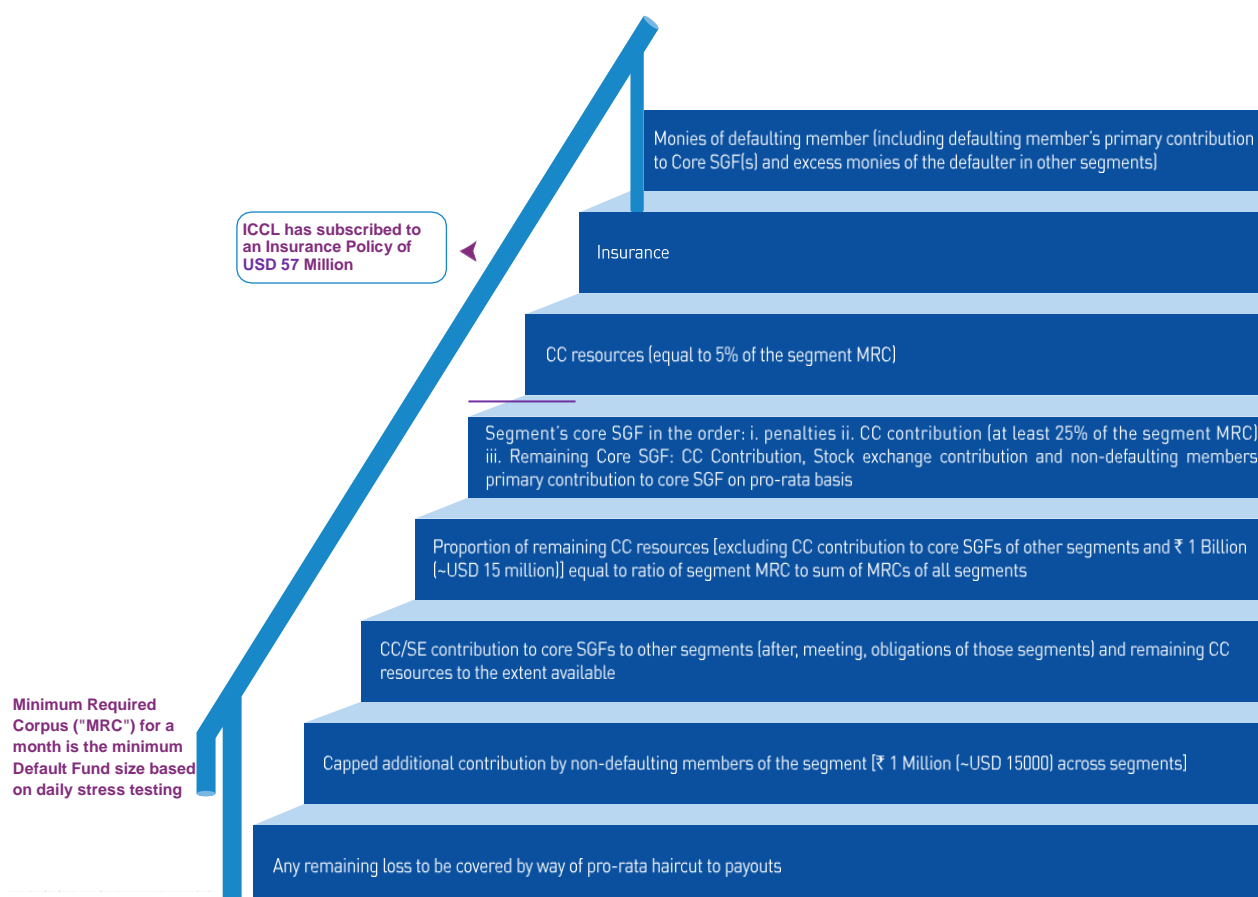 Monies of defaulting member (including defaulting member's primary contribution
to Core SGF(s) and excess monies of the defaulter in other segments)
ICCL has subscribed to
an Insurance Policy of
USD 57 Million
Insurance
CC resources (equal to 5% of the segment MRC)
Segment's core SGF in the order: i. penalties ii. CC contribution (at least 25% of the segment MRC)
iii. Remaining Core SGF: CC Contribution, Stock exchange contribution and non-defaulting members
primary contribution to core SGF on pro-rata basis
Proportion of remaining CC resources [excluding CC contribution to core SGFs of other segments and ₹ 1 Billion
(~USD 15 million)] equal to ratio of segment MRC to sum of MRCs of all segments
CC/SE contribution to core SGFs to other segments (after, meeting, obligations of those segments) and remaining CC
resources to the extent available
Minimum Required
Corpus ("MRC") for a
month is the minimum
Default Fund size based
on daily stress testing
Capped additional contribution by non-defaulting members of the segment [₹ 1 Million (~USD 15000) across segments]
Any remaining loss to be covered by way of pro-rata haircut to payouts